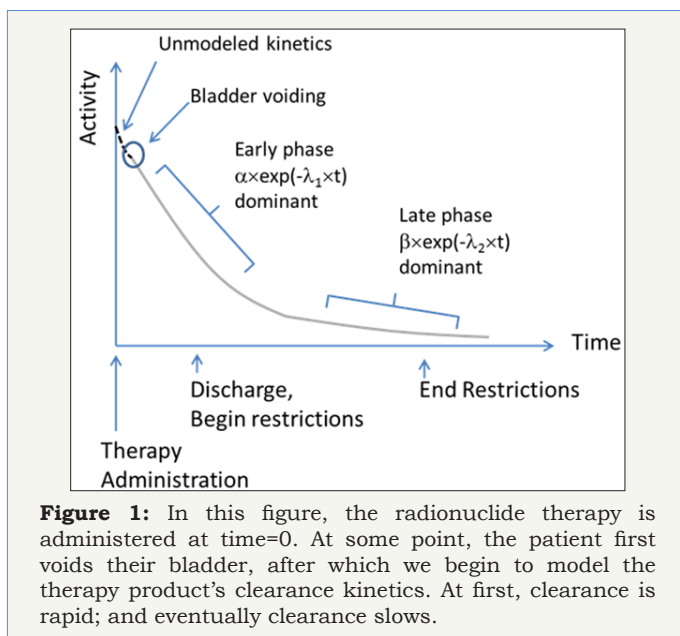 Unmodeled kinetics
Bladder voiding
Activity
Early phase
α×exp(-λ₁×t)
dominant
Late phase
β×exp(-λ₂×t)
dominant
Time
Discharge,
Begin restrictions
End Restrictions
Therapy
Administration
Figure 1: In this figure, the radionuclide therapy is
administered at time=0. At some point, the patient first
voids their bladder, after which we begin to model the
therapy product's clearance kinetics. At first, clearance is
rapid; and eventually clearance slows.